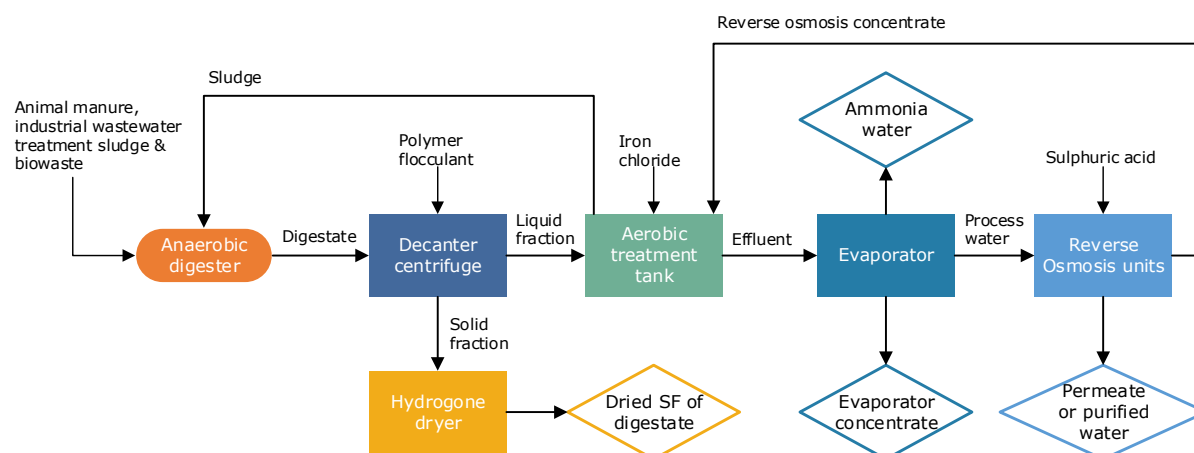 Reverse osmosis concentrate
Sludge
Animal manure,
industrial wastewater
treatment sludge &
biowaste
Polymer
flocculant
Iron
chloride
Ammonia
water
Sulphuric acid
Anaerobic
digester
Digestate
Decanter
centrifuge
Liquid
fraction
Aerobic
treatment
tank
Effluent
Evaporator
Process
water
Reverse
Osmosis units
Solid
fraction
Hydrogone
dryer
Dried SF of
digestate
Evaporator
concentrate
Permeate
or purified
water